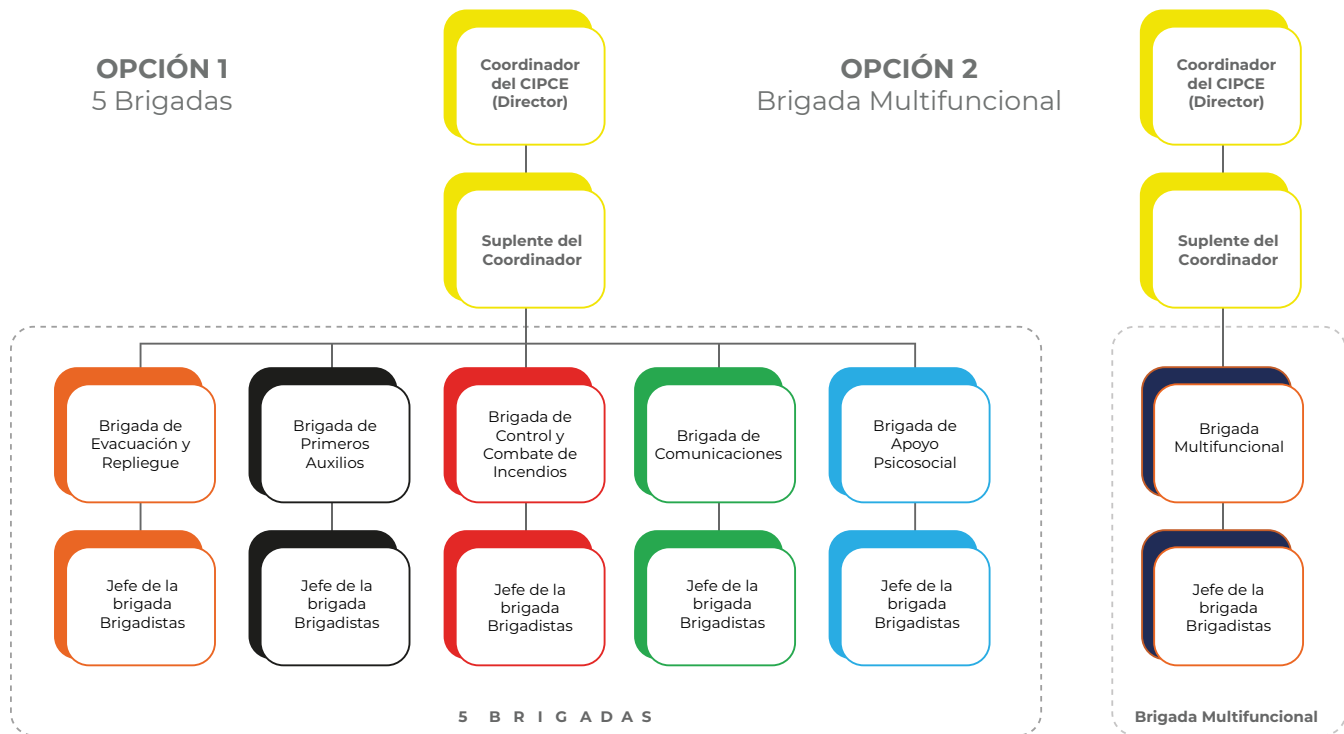 OPCIÓN 1
5 Brigadas
Coordinador
del CIPCE
(Director)
Suplente del
Coordinador
Brigada de
Evacuación y
Repliegue
Brigada de
Primeros
Auxilios
Brigada de
Control y
Combate de
Incendios
Brigada de
Comunicaciones
Brigada de
Apoyo
Psicosocial
Jefe de la
brigada
Brigadistas
Jefe de la
brigada
Brigadistas
Jefe de la
brigada
Brigadistas
Jefe de la
brigada
Brigadistas
Jefe de la
brigada
Brigadistas
5 BRIGADAS
OPCIÓN 2
Brigada Multifuncional
Coordinador
del CIPCE
(Director)
Suplente del
Coordinador
Brigada
Multifuncional
Jefe de la
brigada
Brigadistas
Brigada Multifuncional